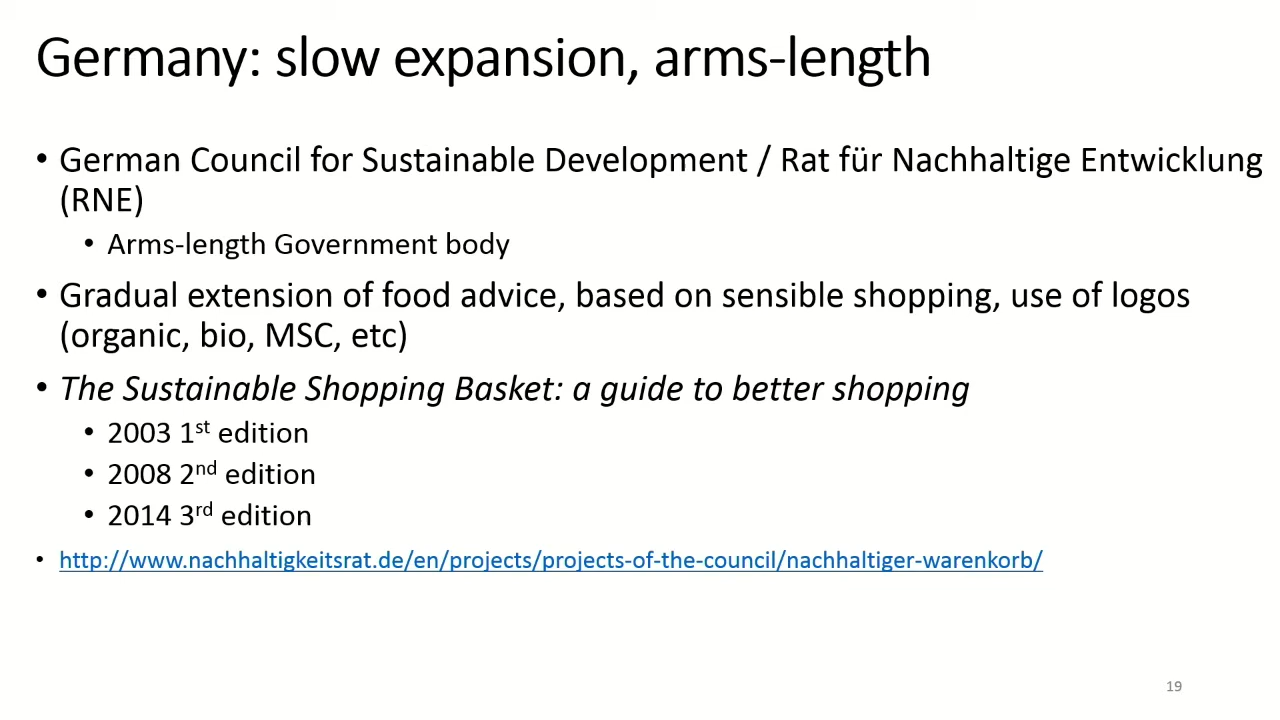 Germany: slow expansion, arms-length
• German Council for Sustainable Development / Rat für Nachhaltige Entwicklung
(RNE)
• Arms-length Government body
• Gradual extension of food advice, based on sensible shopping, use of logos
(organic, bio, MSC, etc)
• The Sustainable Shopping Basket: a guide to better shopping
• 2003 1st edition
• 2008 2nd edition
• 2014 3rd edition
• http://www.nachhaltigkeitsrat.de/en/projects/projects-of-the-council/nachhaltiger-warenkorb/
19